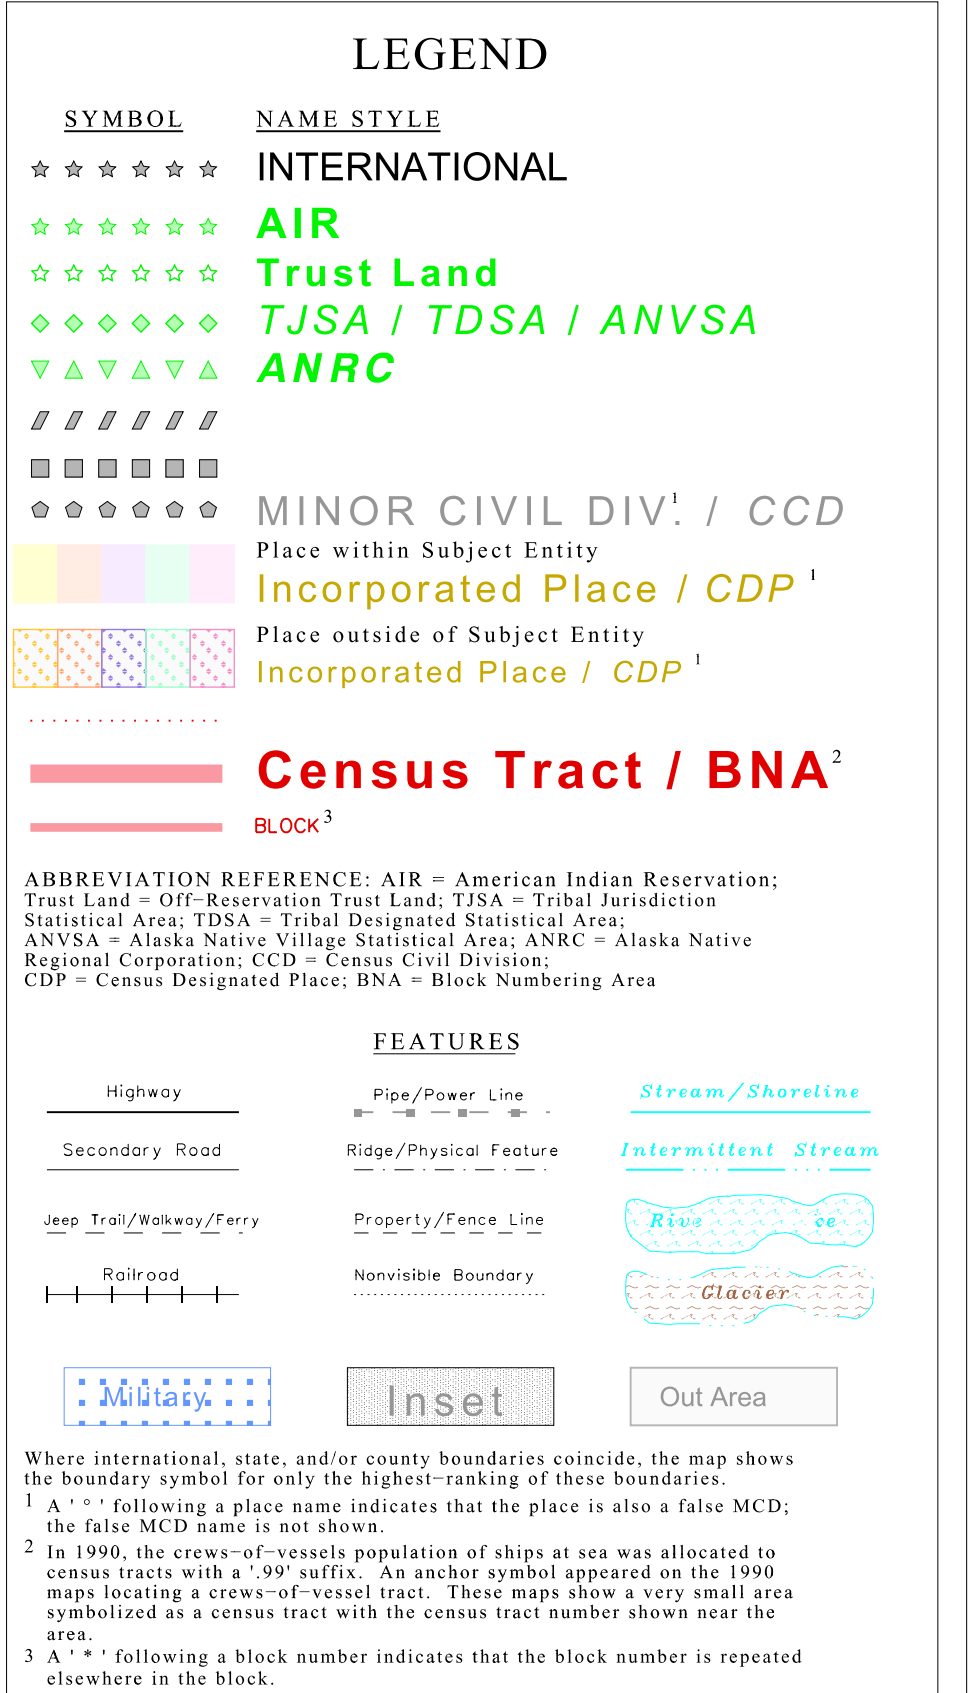 LEGEND
SYMBOL NAME STYLE
INTERNATIONAL
AIR
Trust Land
TJSA / TDSA / ANVSA
ANRC
MINOR CIVIL DIV. 1 / CCD
Place within Subject Entity
Incorporated Place / CDP 1
Place outside of Subject Entity
Incorporated Place / CDP 1
Census Tract / BNA 2
BLOCK 3
ABBREVIATION REFERENCE: AIR = American Indian Reservation;
Trust Land = Off-Reservation Trust Land; TJSA = Tribal Jurisdiction
Statistical Area; TDSA = Tribal Designated Statistical Area;
ANVSA = Alaska Native Village Statistical Area; ANRC = Alaska Native
Regional Corporation; CCD = Census Civil Division;
CDP = Census Designated Place; BNA = Block Numbering Area
FEATURES
Highway Pipe/Power Line Stream/Shoreline
Secondary Road Ridge/Physical Feature Intermittent Stream
Jeep Trail/Walkway/Ferry Property/Fence Line
Railroad Nonvisible Boundary Glacier
Military Inset Out Area
Where international, state, and/or county boundaries coincide, the map shows
the boundary symbol for only the highest-ranking of these boundaries.
1 A ' ° ' following a place name indicates that the place is also a false MCD;
the false MCD name is not shown.
2 In 1990, the crews-of-vessels population of ships at sea was allocated to
census tracts with a '.99' suffix. An anchor symbol appeared on the 1990
maps locating a crews-of-vessel tract. These maps show a very small area
symbolized as a census tract with the census tract number shown near the
area.
3 A ' * ' following a block number indicates that the block number is repeated
elsewhere in the block.